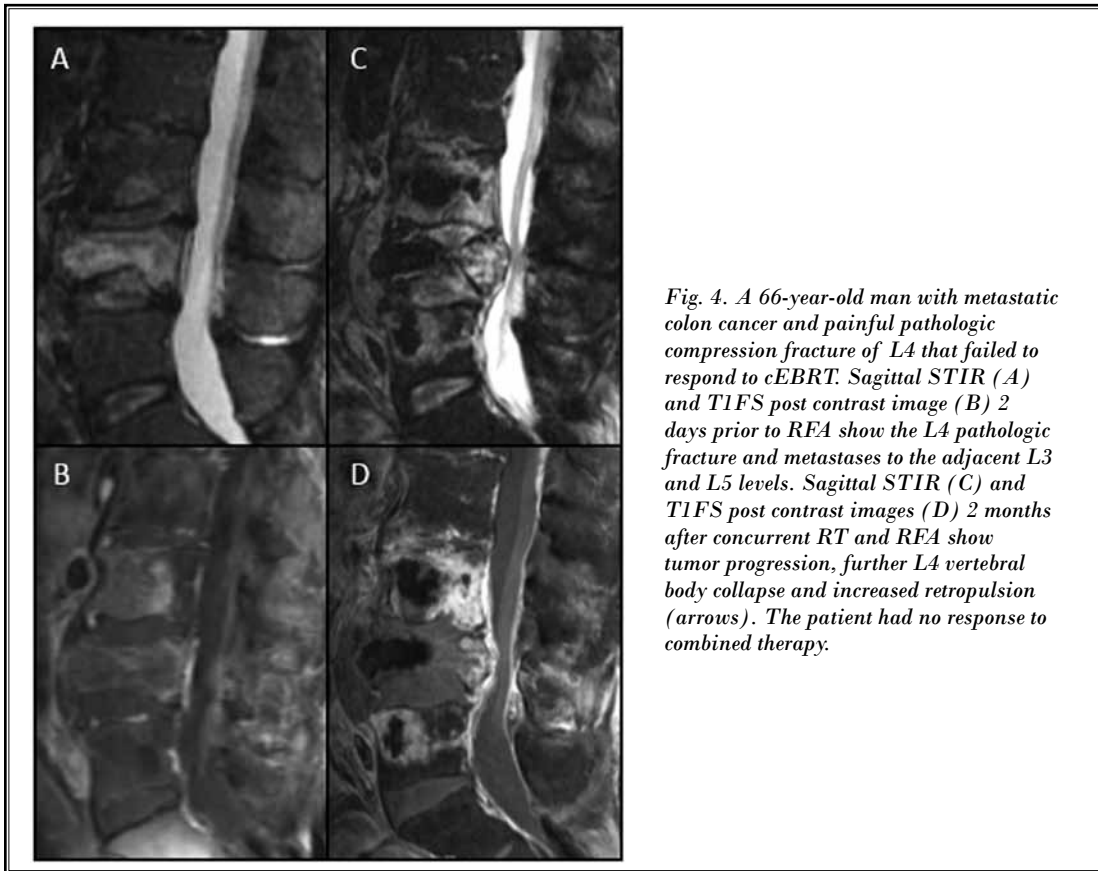 A
C
B
D
Fig. 4. A 66-year-old man with metastatic
colon cancer and painful pathologic
compression fracture of L4 that failed to
respond to cEBRT. Sagittal STIR (A)
and T1FS post contrast image (B) 2
days prior to RFA show the L4 pathologic
fracture and metastases to the adjacent L3
and L5 levels. Sagittal STIR (C) and
T1FS post contrast images (D) 2 months
after concurrent RT and RFA show
tumor progression, further L4 vertebral
body collapse and increased retropulsion
(arrows). The patient had no response to
combined therapy.